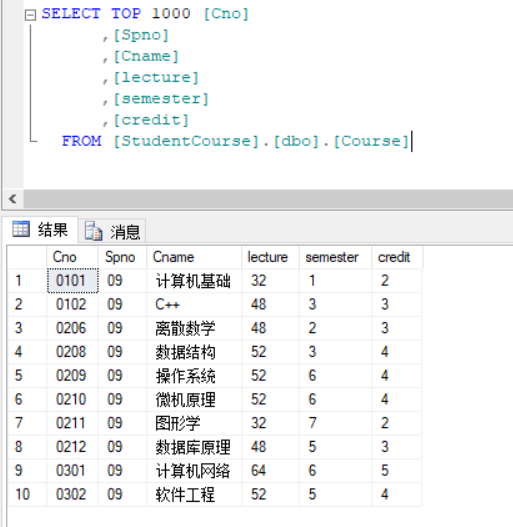 SELECT TOP 1000 [Cno]
,[Spno]
,[Cname]
,[lecture]
,[semester]
,[credit]
FROM [StudentCourse].[dbo].[Course]
结果 消息
Cno Spno Cname lecture semester credit
1 0101 09 计算机基础 32 1 2
2 0102 09 C++ 48 3 3
3 0206 09 离散数学 48 2 3
4 0208 09 数据结构 52 3 4
5 0209 09 操作系统 52 6 4
6 0210 09 微机原理 52 6 4
7 0211 09 图形学 32 7 2
8 0212 09 数据库原理 48 5 3
9 0301 09 计算机网络 64 6 5
10 0302 09 软件工程 52 5 4